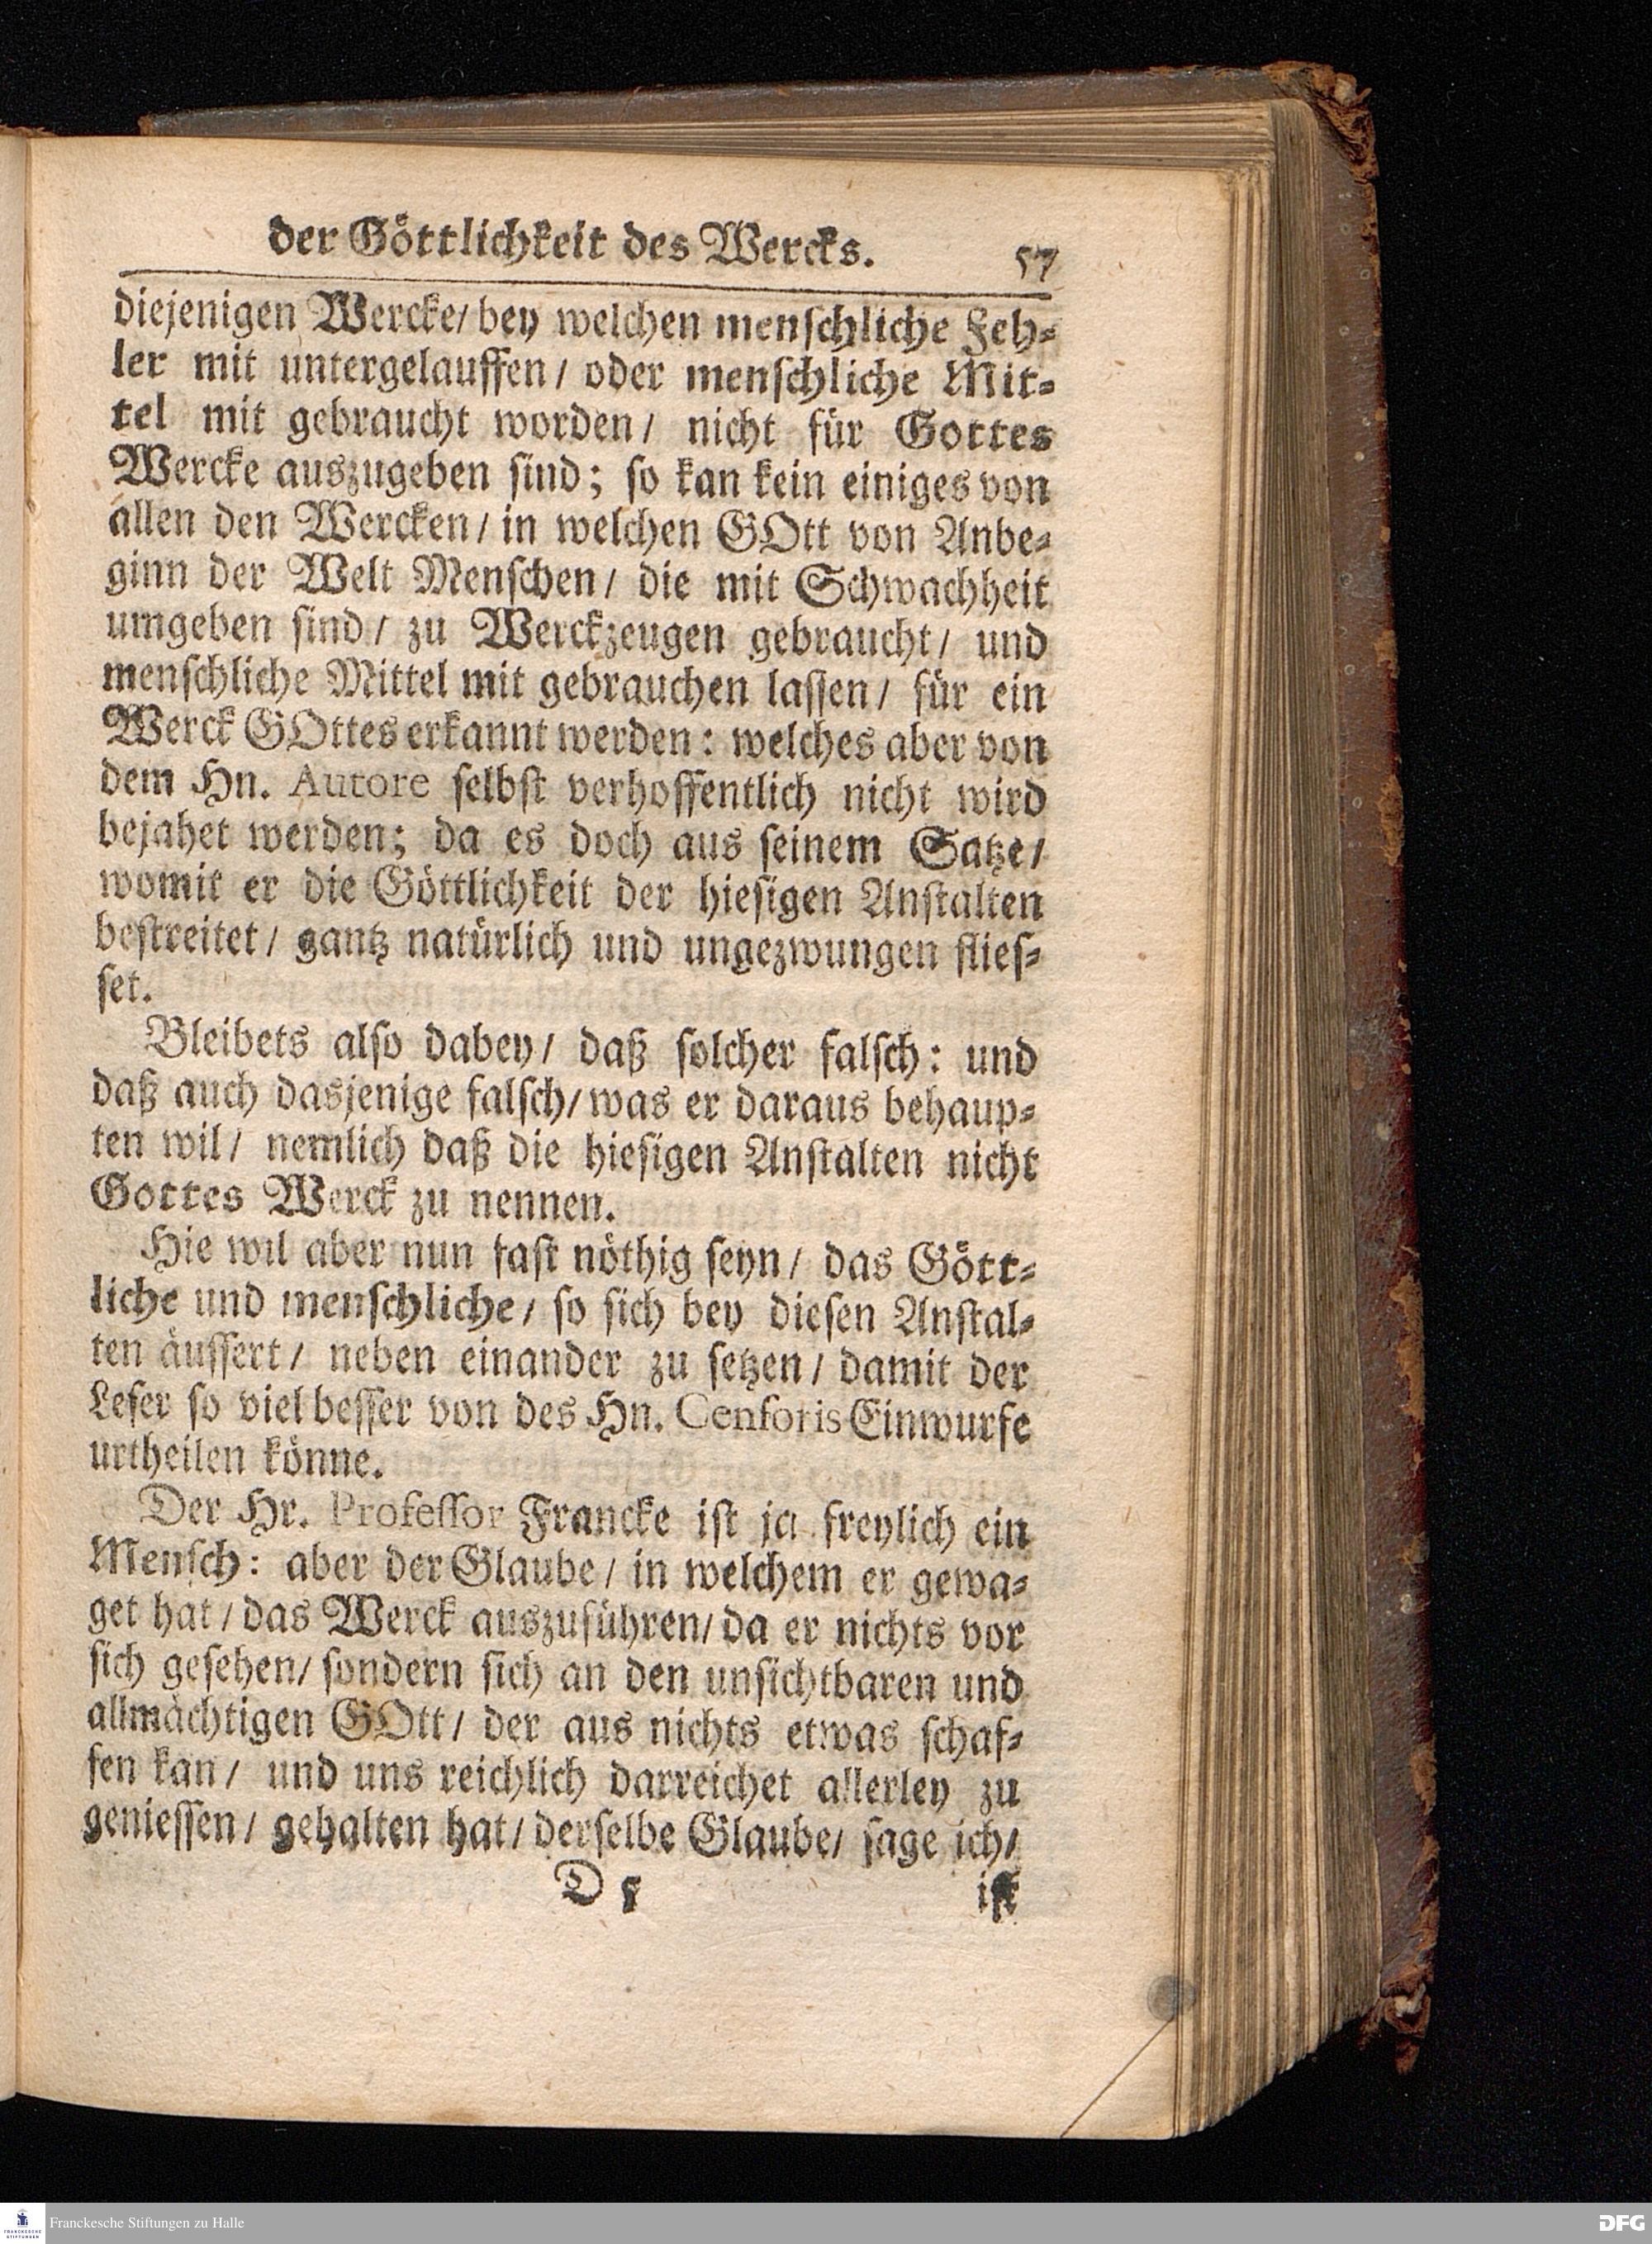 der Göttlichkeit des Wercks. 57
diejenigen Wercke/ bey welchen menſchliche Feh-
ler mit untergelauffen/ oder menſchliche Mit-
tel mit gebraucht worden/ nicht für Gottes
Wercke auszugeben ſind; ſo kan kein einiges von
allen den Wercken/ in welchen GOtt von Anbe-
ginn der Welt Menſchen/ die mit Schwachheit
umgeben ſind/ zu Werckzeugen gebraucht/ und
menſchliche Mittel mit gebrauchen laſſen/ für ein
Werck GOttes erkannt werden: welches aber von
dem Hn. Autore ſelbſt verhoffentlich nicht wird
bejahet werden; da es doch aus ſeinem Satze/
womit er die Göttlichkeit der hieſigen Anſtalten
beſtreitet/ gantz natürlich und ungezwungen flieſ-
ſet.
Bleibets alſo dabey/ daß ſolcher falſch: und
daß auch dasjenige falſch/ was er daraus behaup-
ten wil/ nemlich daß die hieſigen Anſtalten nicht
Gottes Werck zu nennen.
Hie wil aber nun faſt nöthig ſeyn/ das Gött-
liche und menſchliche/ ſo ſich bey dieſen Anſtal-
ten äuſſert/ neben einander zu ſetzen/ damit der
Leſer ſo viel beſſer von des Hn. Cenſoris Einwurfe
urtheilen könne.
Der Hr. Profeſſor Francke iſt ja freylich ein
Menſch: aber der Glaube/ in welchem er gewa-
get hat/ das Werck auszuführen/ da er nichts vor
ſich geſehen/ ſondern ſich an den unſichtbaren und
allmächtigen GOtt/ der aus nichts etwas ſchaf-
fen kan/ und uns reichlich darreichet allerley zu
genieſſen/ gehalten hat/ derſelbe Glaube/ ſage ich/
D 5 iſt
FRANCKESCHE
STIFTUNGEN
Franckesche Stiftungen zu Halle
DFG